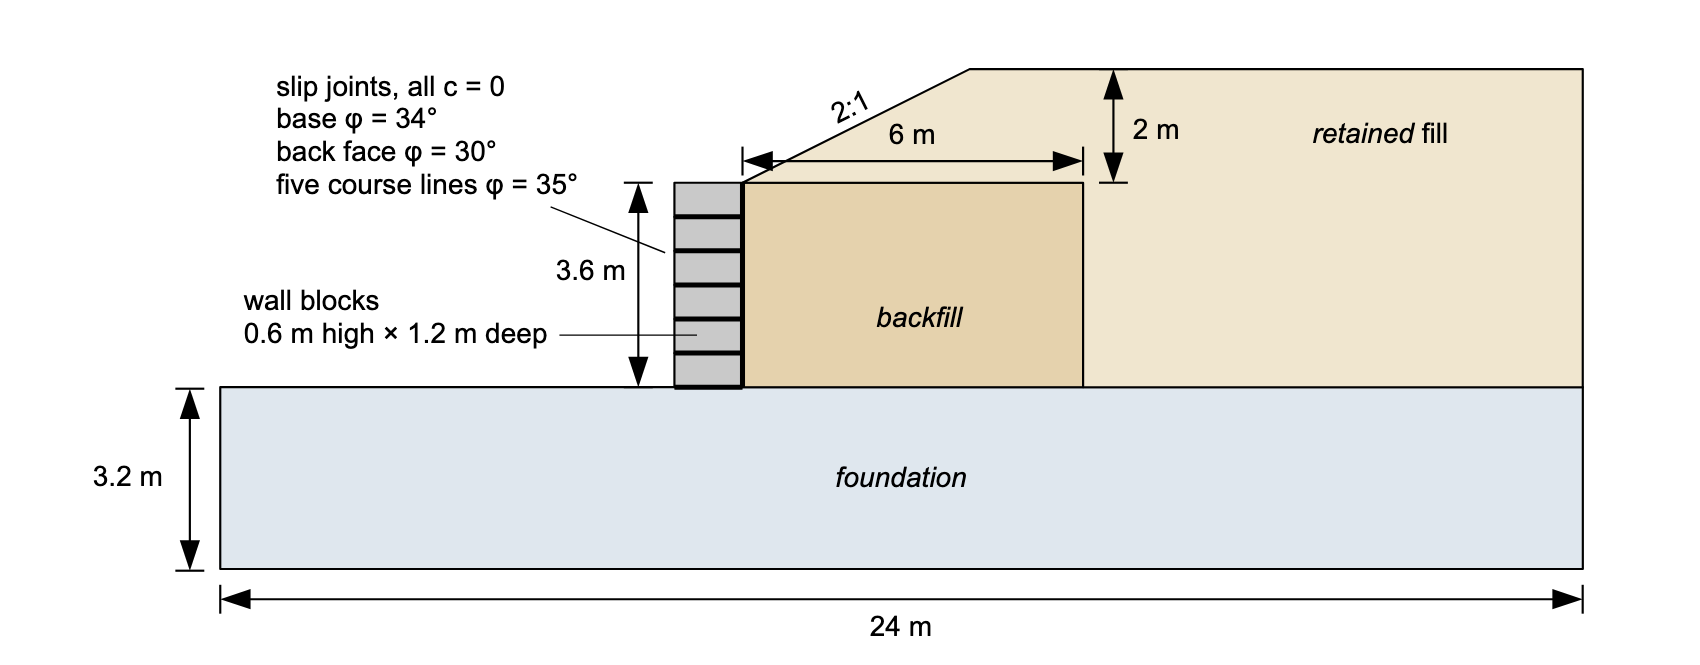 slip joints, all c = 0
base φ = 34°
back face φ = 30°
five course lines φ = 35°
2:1
6 m
2 m
retained fill
3.6 m
wall blocks
0.6 m high × 1.2 m deep
backfill
3.2 m
foundation
24 m